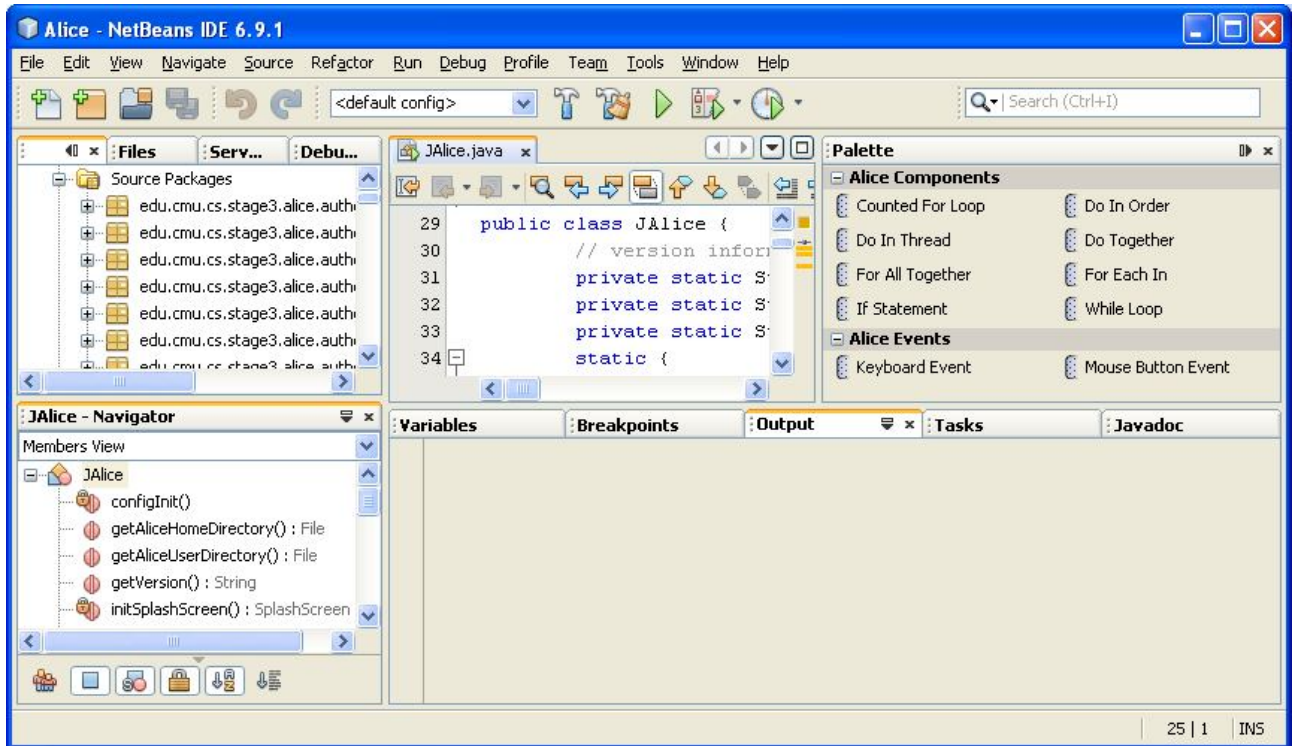 Alice - NetBeans IDE 6.9.1
File Edit View Navigate Source Refactor Run Debug Profile Team Tools Window Help
<default config>
Search (Ctrl+I)
Files Serv... Debu...
Source Packages
edu.cmu.cs.stage3.alice.auth
edu.cmu.cs.stage3.alice.auth
edu.cmu.cs.stage3.alice.auth
edu.cmu.cs.stage3.alice.auth
edu.cmu.cs.stage3.alice.auth
edu.cmu.cs.stage3.alice.auth
edu.cmu.cs.stage3.alice.auth
JAlice.java
29 public class JAlice {
30 // version inform
31 private static S
32 private static S
33 private static S
34 static {
Palette
Alice Components
Counted For Loop Do In Order
Do In Thread Do Together
For All Together For Each In
If Statement While Loop
Alice Events
Keyboard Event Mouse Button Event
JAlice - Navigator
Members View
JAlice
configInit()
getAliceHomeDirectory() : File
getAliceUserDirectory() : File
getVersion() : String
initSplashScreen() : SplashScreen
Variables Breakpoints Output Tasks Javadoc
25 | 1 INS